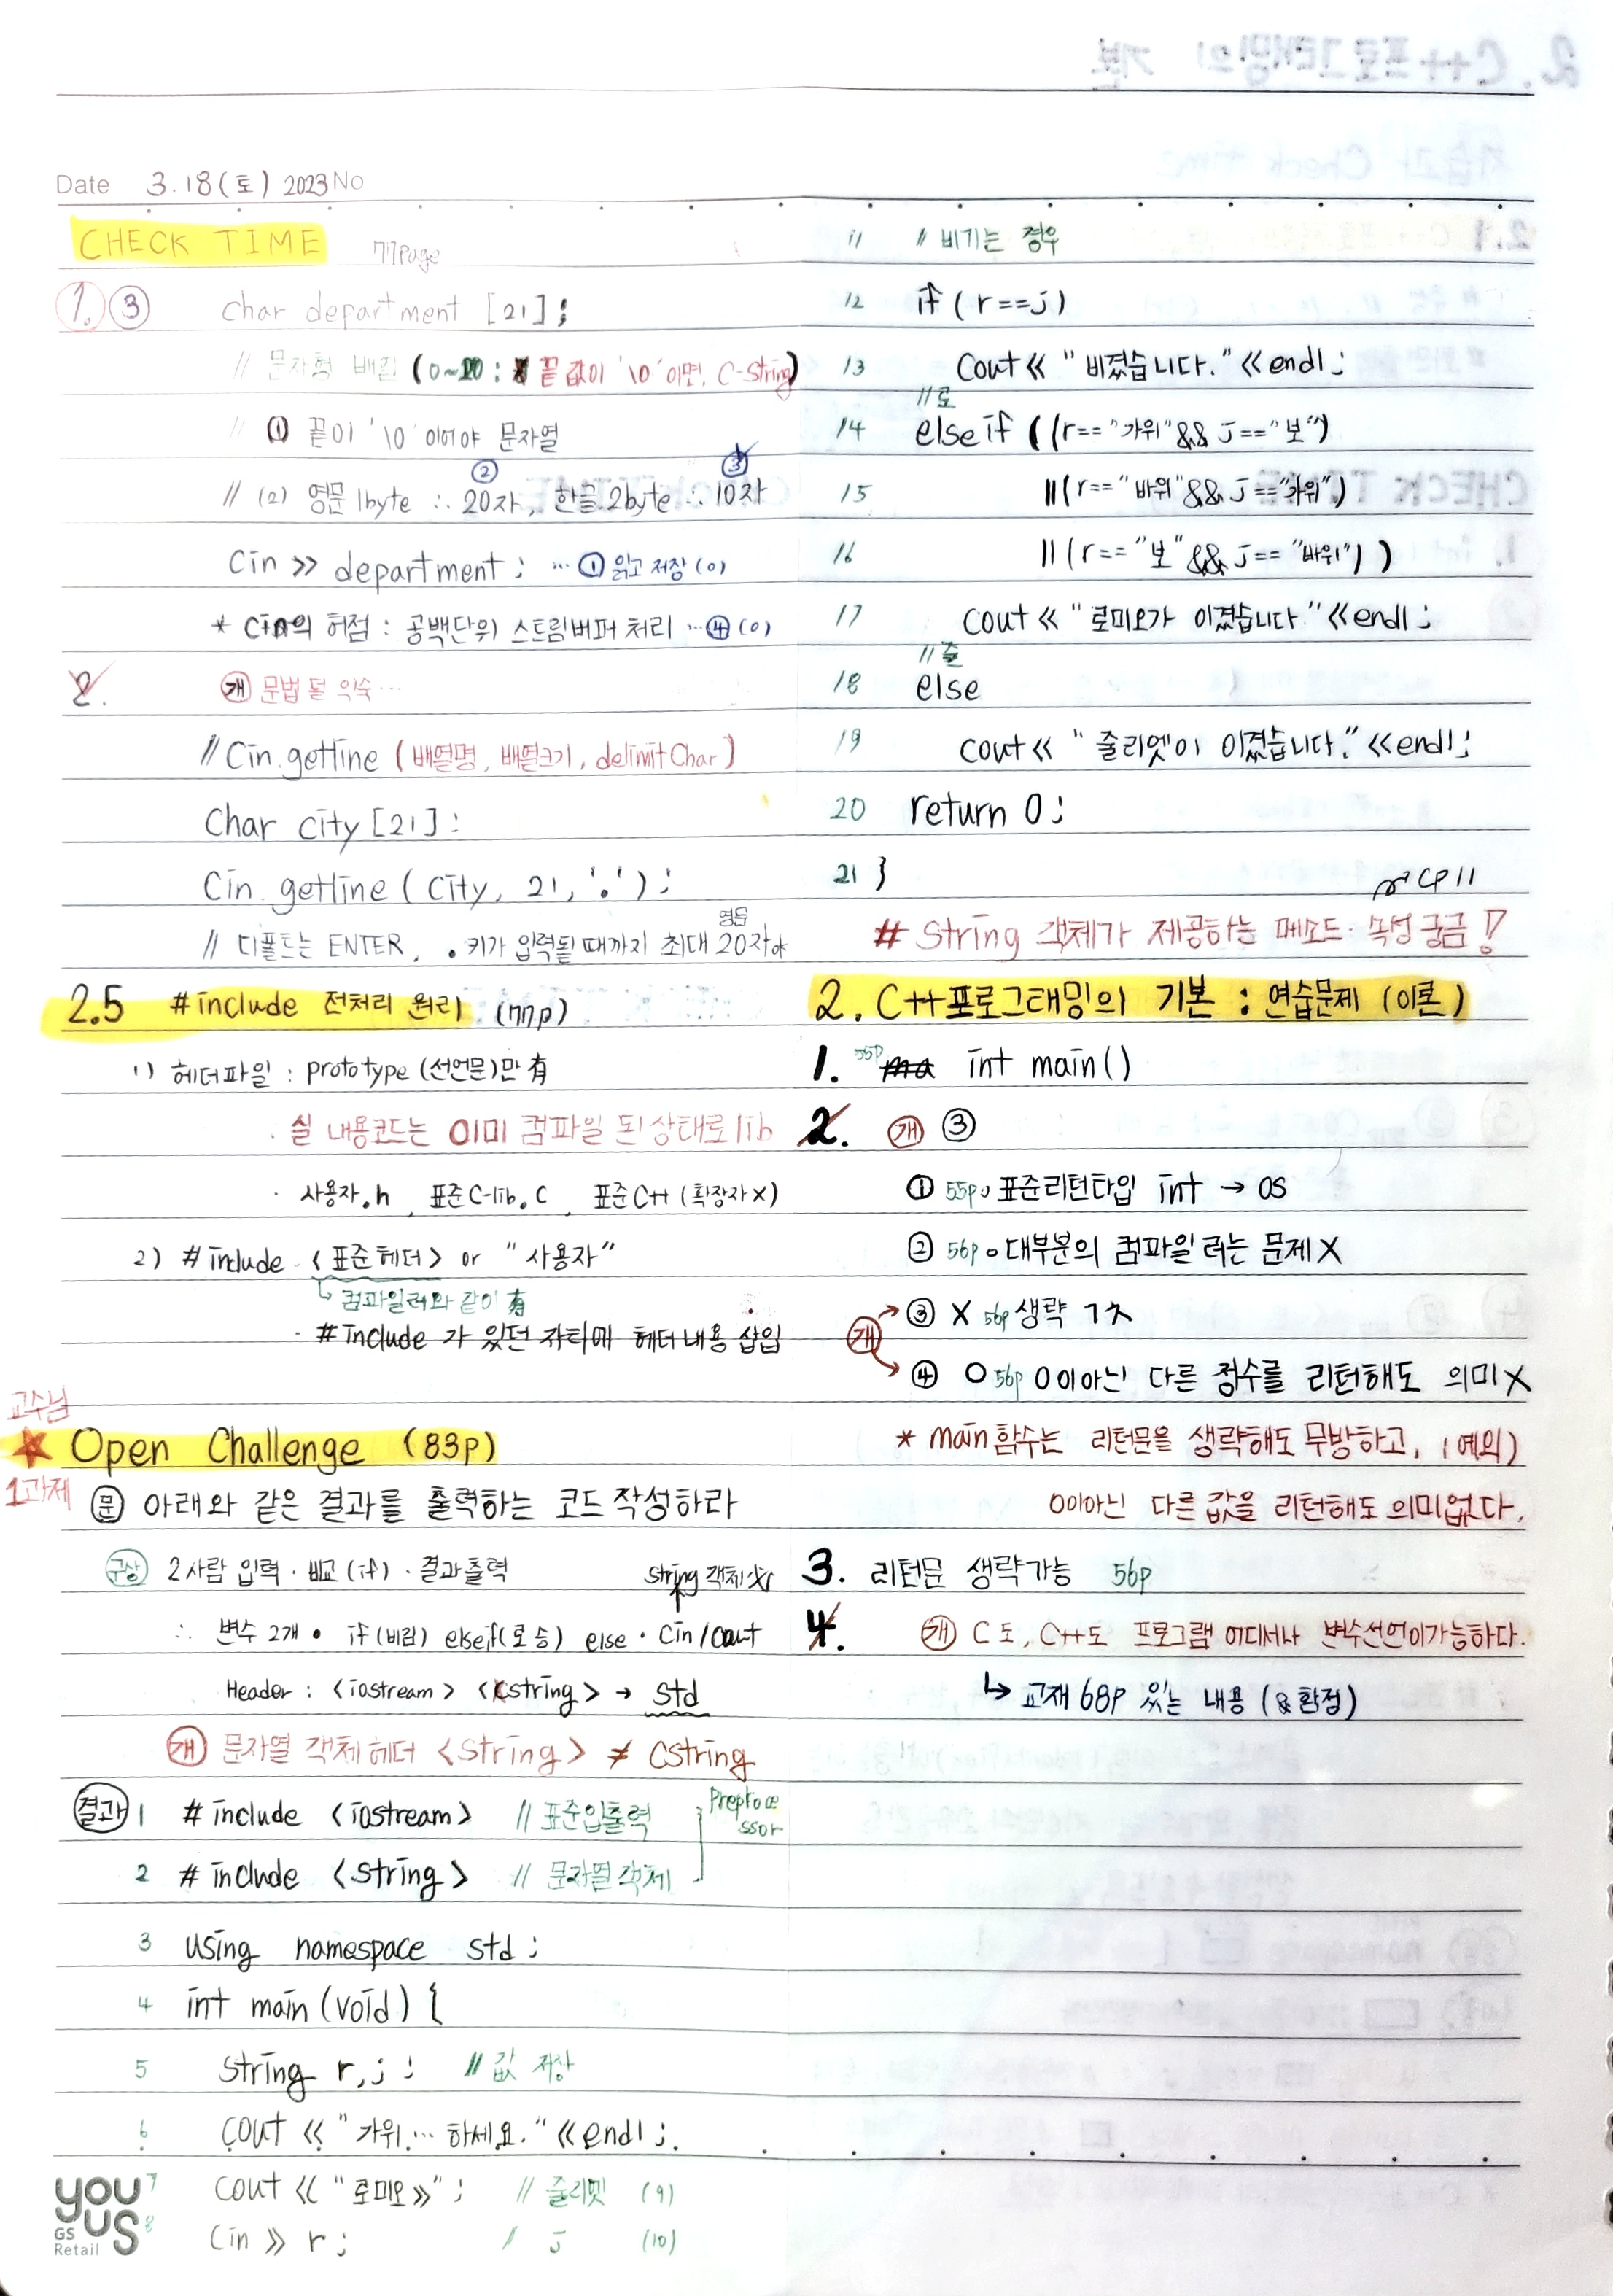 Date 3.18(토) 2023 No
CHECK TIME 77page
1. ③ char department [21];
// 문자형 배열 (0~20 : 끝 값이 '\0' 이면, C-String)
// ① 끝이 '\0' 이어야 문자열
② ③
// (2) 영문 1byte ∴ 20자, 한글 2byte ∴ 10자
Cin >> department ; … ① 읽고 저장 (0)
* cin의 허점 : 공백단위 스트림버퍼 처리 … ④ (0)
2. 개 문법 덜 익숙…
// Cin.getline ( 배열명, 배열크기, delimitChar )
Char city [21] ;
Cin.getline ( City, 21, '.' ) ;
영문
// 디폴트는 ENTER, . 키가 입력될 때까지 최대 20자
2.5 #include 전처리 원리 (77p)
1) 헤더파일 : prototype (선언문)만 有
· 실 내용코드는 이미 컴파일 된 상태로 lib
· 사용자.h , 표준C-lib.C , 표준C++ (확장자X)
2) #include <표준헤더> or "사용자"
↳ 컴파일러와 같이 有
· #include 가 있던 자리에 헤더내용 삽입
교수님
★ Open Challenge (83p)
1과제
문 아래와 같은 결과를 출력하는 코드 작성하라
구상 2사람 입력 · 비교(if) · 결과출력 string 객체
∴ 변수 2개 • if(비김) elseif(로 승) else • Cin/Cout
Header : <iostream> <cstring> → std
개 문자열 객체 헤더 <String> ≠ CString
결과 1 #include <iostream> // 표준입출력 Preproce
ssor
2 #include <string> // 문자열 객체
3 using namespace std ;
4 int main (void) {
5 string r, j ; // 값 저장
6 cout << "가위… 하세요." << endl ;
7 cout << "로미오>>" ; // 줄리엣 (9)
8 Cin >> r ; // j (10)
you us
GS
Retail
11 // 비기는 경우
12 if (r==j)
13 Cout << "비겼습니다." << endl ;
// 로
14 else if ((r=="가위" && j=="보")
15 ||(r=="바위" && j=="가위")
16 ||(r=="보" && j=="바위") )
17 cout << "로미오가 이겼습니다" << endl ;
// 줄
18 else
19 cout << "줄리엣이 이겼습니다." << endl ;
20 return 0 ;
21 }
# String 객체가 제공하는 메소드·속성 궁금!
2. C++프로그래밍의 기본 : 연습문제 (이론)
1. 55p int main()
2. 개 ③
① 55p 0 표준리턴타입 int → OS
② 56p 0 대부분의 컴파일러는 문제X
개 ③ X 56p 생략 가
④ O 56p 0이아닌 다른 정수를 리턴해도 의미X
* main 함수는 리턴문을 생략해도 무방하고, (예외)
0이아닌 다른 값을 리턴해도 의미없다.
3. 리턴문 생략가능 56p
4. 개 C도, C++도 프로그램 어디서나 변수선언이가능하다.
↳ 교재 68p 있는 내용 (&환점)